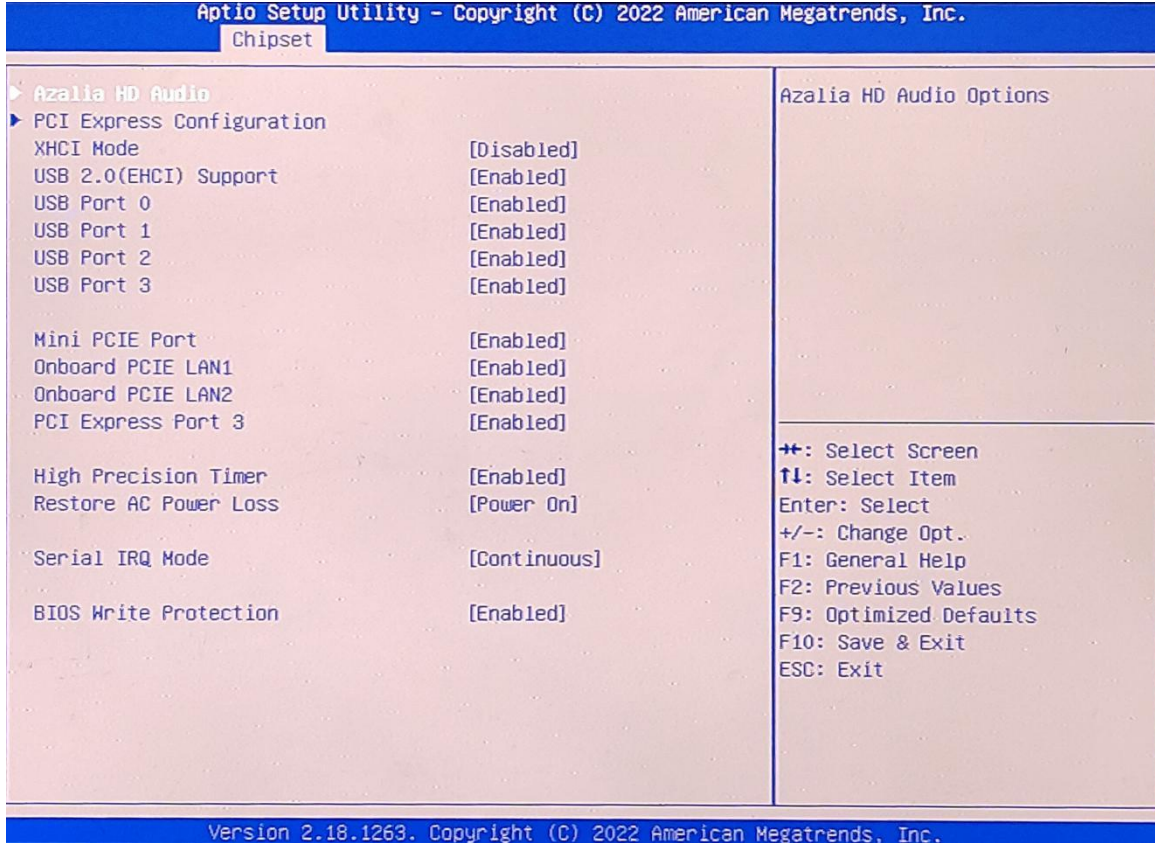 Aptio Setup Utility – Copyright (C) 2022 American Megatrends, Inc.
Chipset
▶ Azalia HD Audio
▶ PCI Express Configuration
XHCI Mode [Disabled]
USB 2.0(EHCI) Support [Enabled]
USB Port 0 [Enabled]
USB Port 1 [Enabled]
USB Port 2 [Enabled]
USB Port 3 [Enabled]
Mini PCIE Port [Enabled]
Onboard PCIE LAN1 [Enabled]
Onboard PCIE LAN2 [Enabled]
PCI Express Port 3 [Enabled]
High Precision Timer [Enabled]
Restore AC Power Loss [Power On]
Serial IRQ Mode [Continuous]
BIOS Write Protection [Enabled]
Azalia HD Audio Options
→←: Select Screen
↑↓: Select Item
Enter: Select
+/-: Change Opt.
F1: General Help
F2: Previous Values
F9: Optimized Defaults
F10: Save & Exit
ESC: Exit
Version 2.18.1263. Copyright (C) 2022 American Megatrends, Inc.